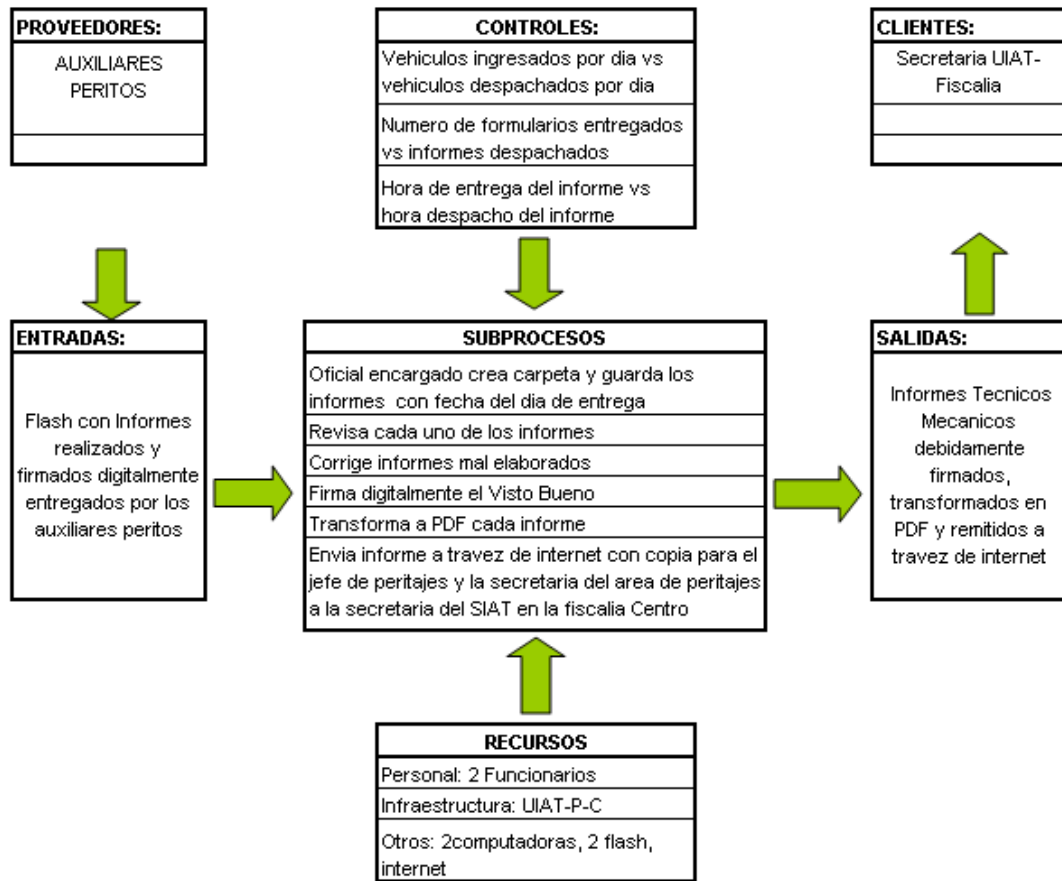 PROVEEDORES:
AUXILIARES
PERITOS
CONTROLES:
Vehiculos ingresados por dia vs
vehiculos despachados por dia
Numero de formularios entregados
vs informes despachados
Hora de entrega del informe vs
hora despacho del informe
CLIENTES:
Secretaria UIAT-
Fiscalia
ENTRADAS:
Flash con Informes
realizados y
firmados digitalmente
entregados por los
auxiliares peritos
SUBPROCESOS
Oficial encargado crea carpeta y guarda los
informes con fecha del dia de entrega
Revisa cada uno de los informes
Corrige informes mal elaborados
Firma digitalmente el Visto Bueno
Transforma a PDF cada informe
Envia informe a travez de internet con copia para el
jefe de peritajes y la secretaria del area de peritajes
a la secretaria del SIAT en la fiscalia Centro
SALIDAS:
Informes Tecnicos
Mecanicos
debidamente
firmados,
transformados en
PDF y remitidos a
travez de internet
RECURSOS
Personal: 2 Funcionarios
Infraestructura: UIAT-P-C
Otros: 2computadoras, 2 flash,
internet